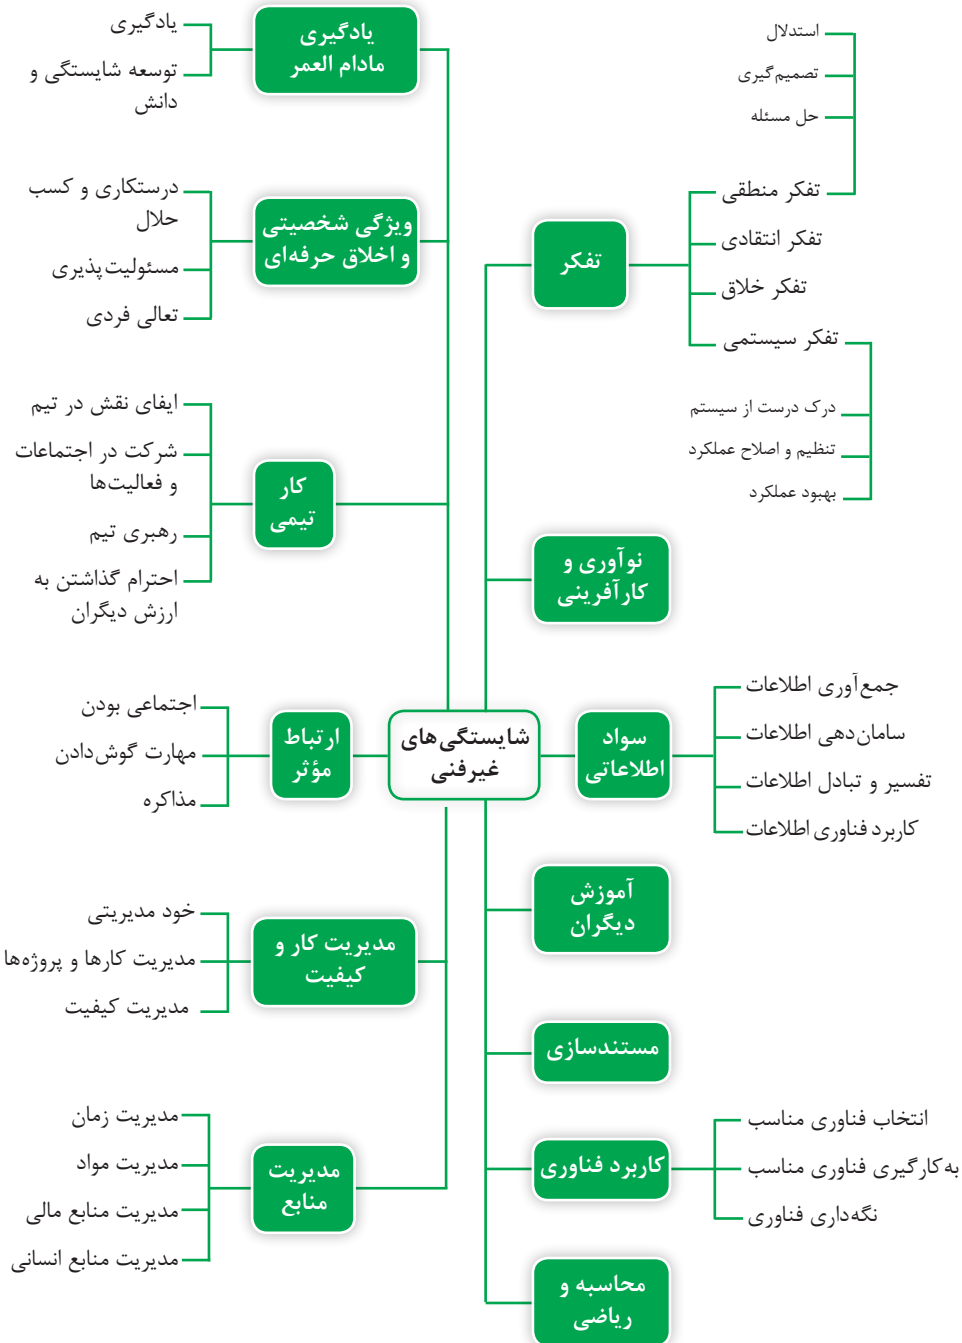 شایستگی‌های
غیرفنی
تفکر
تفکر منطقی
استدلال
تصمیم‌گیری
حل مسئله
تفکر انتقادی
تفکر خلاق
تفکر سیستمی
درک درست از سیستم
تنظیم و اصلاح عملکرد
بهبود عملکرد
نوآوری و
کارآفرینی
سواد
اطلاعاتی
جمع‌آوری اطلاعات
سامان‌دهی اطلاعات
تفسیر و تبادل اطلاعات
کاربرد فناوری اطلاعات
آموزش
دیگران
مستندسازی
کاربرد فناوری
انتخاب فناوری مناسب
به‌کارگیری فناوری مناسب
نگه‌داری فناوری
محاسبه و
ریاضی
یادگیری
مادام العمر
یادگیری
توسعه شایستگی و
دانش
ویژگی شخصیتی
و اخلاق حرفه‌ای
درستکاری و کسب
حلال
مسئولیت‌پذیری
تعالی فردی
کار
تیمی
ایفای نقش در تیم
شرکت در اجتماعات
و فعالیت‌ها
رهبری تیم
احترام گذاشتن به
ارزش دیگران
ارتباط
مؤثر
اجتماعی بودن
مهارت گوش‌دادن
مذاکره
مدیریت کار و
کیفیت
خود مدیریتی
مدیریت کارها و پروژه‌ها
مدیریت کیفیت
مدیریت
منابع
مدیریت زمان
مدیریت مواد
مدیریت منابع مالی
مدیریت منابع انسانی